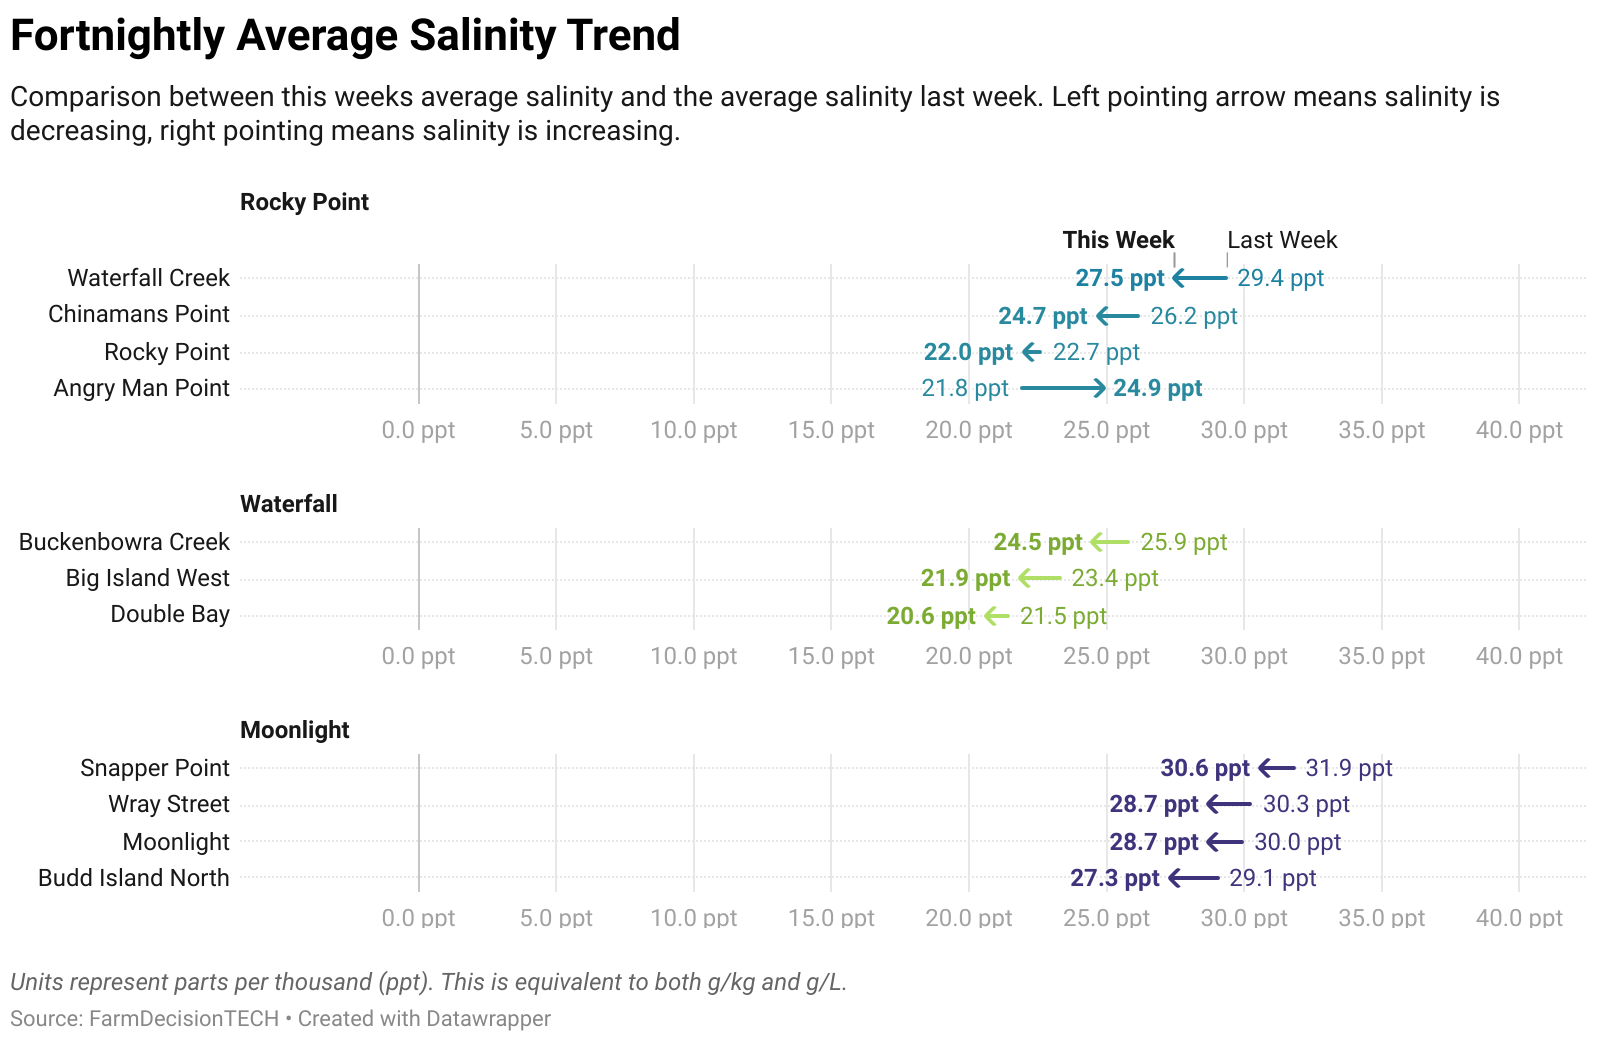 Fortnightly Average Salinity Trend
Comparison between this weeks average salinity and the average salinity last week. Left pointing arrow means salinity is
decreasing, right pointing means salinity is increasing.
Rocky Point
This Week Last Week
Waterfall Creek 27.5 ppt 29.4 ppt
Chinamans Point 24.7 ppt 26.2 ppt
Rocky Point 22.0 ppt 22.7 ppt
Angry Man Point 21.8 ppt 24.9 ppt
0.0 ppt 5.0 ppt 10.0 ppt 15.0 ppt 20.0 ppt 25.0 ppt 30.0 ppt 35.0 ppt 40.0 ppt
Waterfall
Buckenbowra Creek 24.5 ppt 25.9 ppt
Big Island West 21.9 ppt 23.4 ppt
Double Bay 20.6 ppt 21.5 ppt
0.0 ppt 5.0 ppt 10.0 ppt 15.0 ppt 20.0 ppt 25.0 ppt 30.0 ppt 35.0 ppt 40.0 ppt
Moonlight
Snapper Point 30.6 ppt 31.9 ppt
Wray Street 28.7 ppt 30.3 ppt
Moonlight 28.7 ppt 30.0 ppt
Budd Island North 27.3 ppt 29.1 ppt
0.0 ppt 5.0 ppt 10.0 ppt 15.0 ppt 20.0 ppt 25.0 ppt 30.0 ppt 35.0 ppt 40.0 ppt
Units represent parts per thousand (ppt). This is equivalent to both g/kg and g/L.
Source: FarmDecisionTECH • Created with Datawrapper